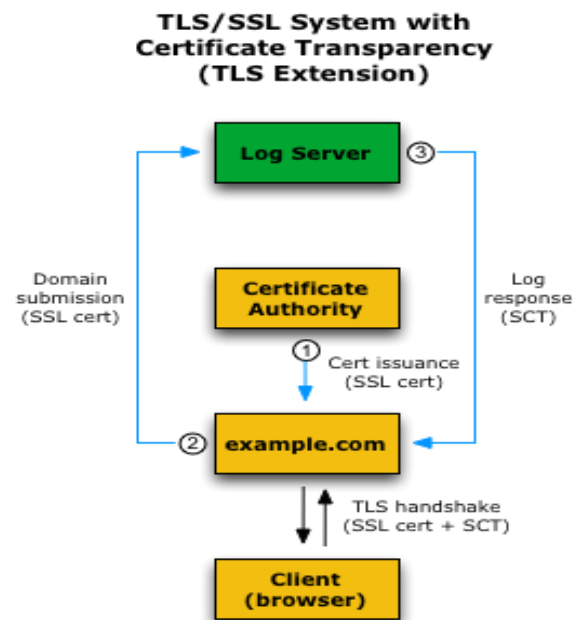 TLS/SSL System with
Certificate Transparency
(TLS Extension)
Log Server
3
Domain
submission
(SSL cert)
Log
response
(SCT)
Certificate
Authority
1
Cert issuance
(SSL cert)
2
example.com
TLS handshake
(SSL cert + SCT)
Client
(browser)